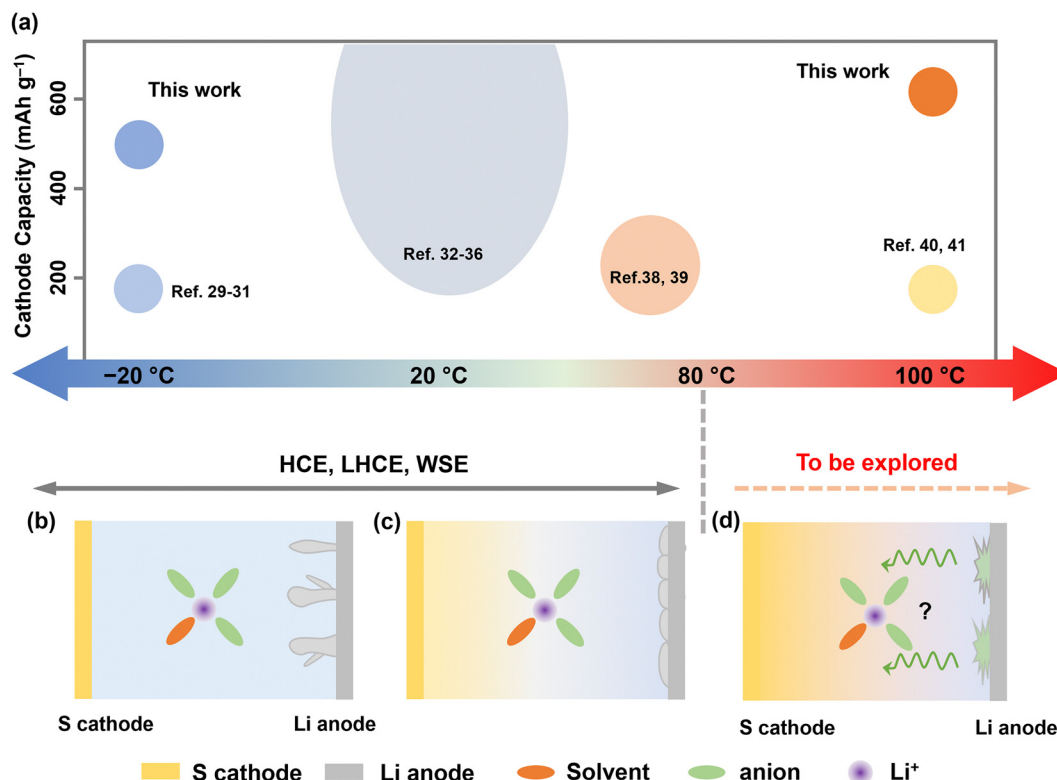 (a)
Cathode Capacity (mAh g⁻¹)
600
400
200
This work
This work
Ref. 29-31
Ref. 32-36
Ref.38, 39
Ref. 40, 41
−20 °C
20 °C
80 °C
100 °C
HCE, LHCE, WSE
To be explored
(b)
(c)
(d)
?
S cathode
Li anode
S cathode
Li anode
S cathode
Li anode
Solvent
anion
Li⁺